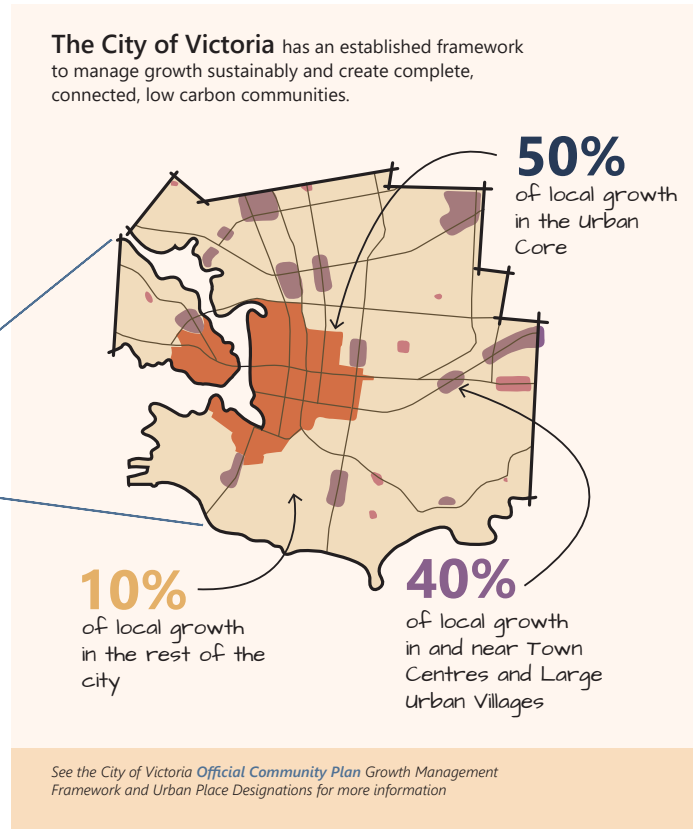 The City of Victoria has an established framework
to manage growth sustainably and create complete,
connected, low carbon communities.
50%
of local growth
in the Urban
Core
10%
of local growth
in the rest of the
city
40%
of local growth
in and near Town
Centres and Large
Urban Villages
See the City of Victoria Official Community Plan Growth Management
Framework and Urban Place Designations for more information